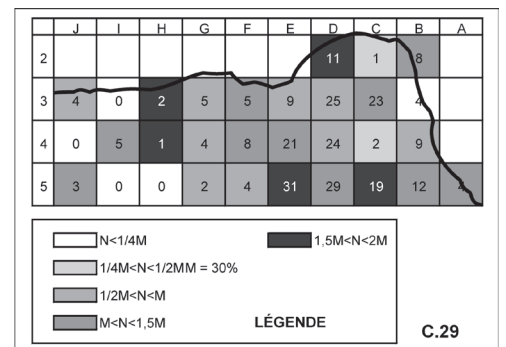 J I H G F E D C B A
2 11 1 8
3 4 0 2 5 5 9 25 23 4
4 0 5 1 4 8 21 24 2 9
5 3 0 0 2 4 31 29 19 12 4
N<1/4M 1,5M<N<2M
1/4M<N<1/2MM = 30%
1/2M<N<M
M<N<1,5M LÉGENDE
C.29